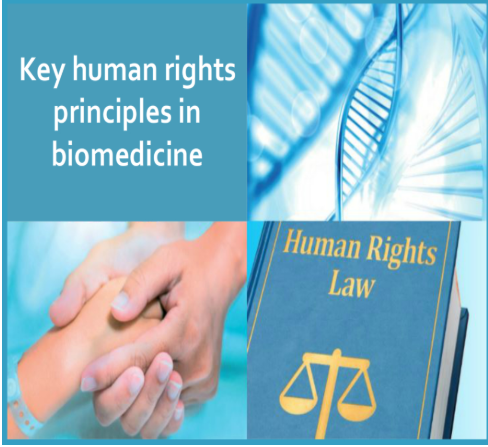 Key human rights
principles in
biomedicine
Human Rights
Law